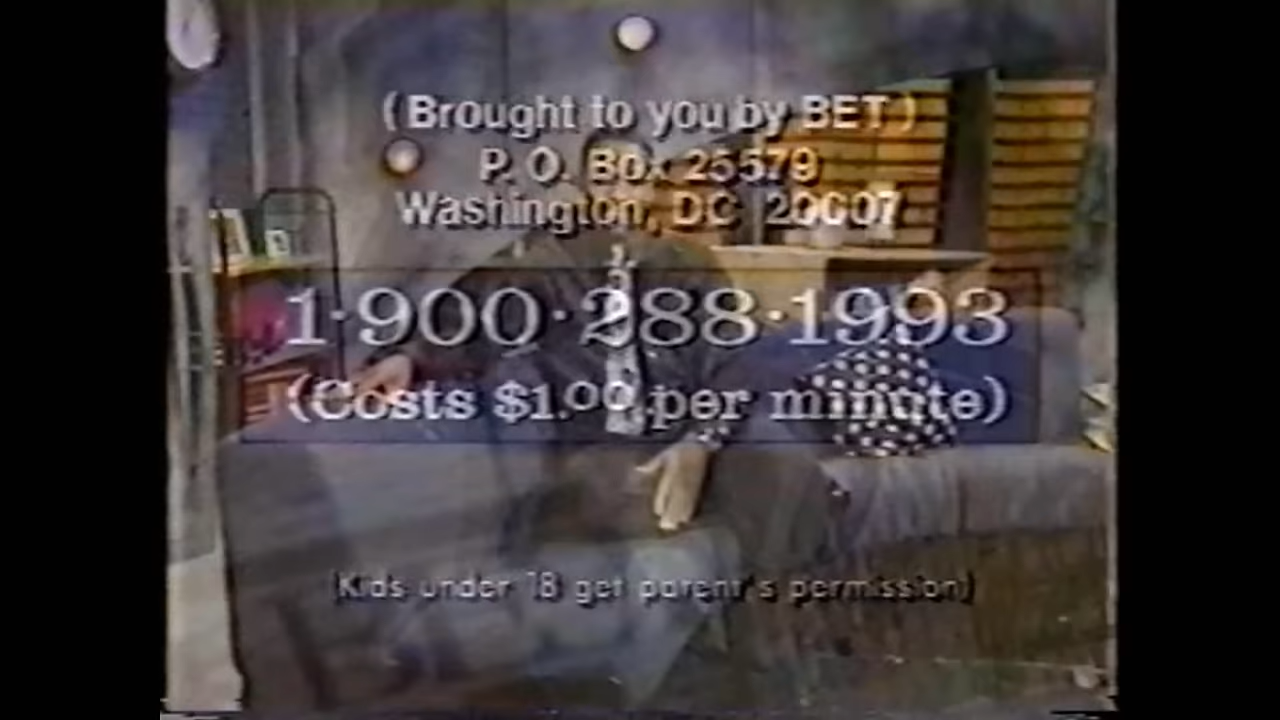 (Brought to you by BET)
P. O. Box 25579
Washington, DC 20007
1·900·288·1993
(Costs $1.00 per minute)
(Kids under 18 get parent's permission)